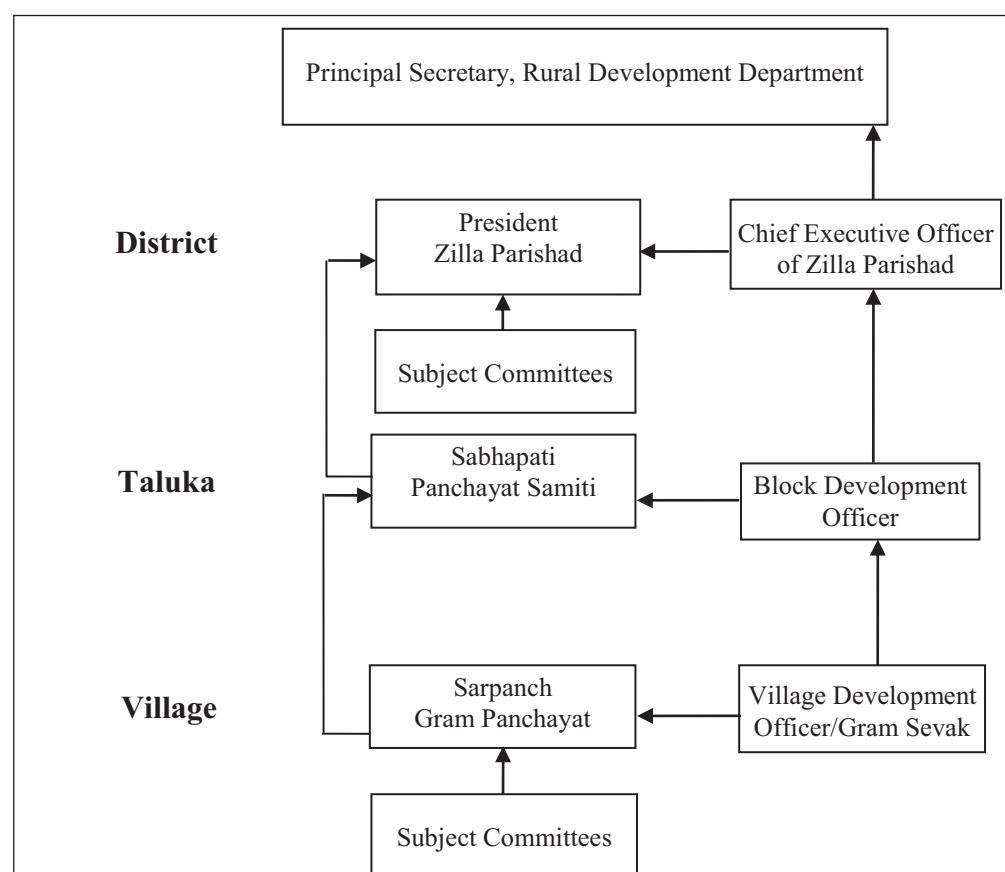 Principal Secretary, Rural Development Department
District
President
Zilla Parishad
Chief Executive Officer
of Zilla Parishad
Subject Committees
Taluka
Sabhapati
Panchayat Samiti
Block Development
Officer
Village
Sarpanch
Gram Panchayat
Village Development
Officer/Gram Sevak
Subject Committees